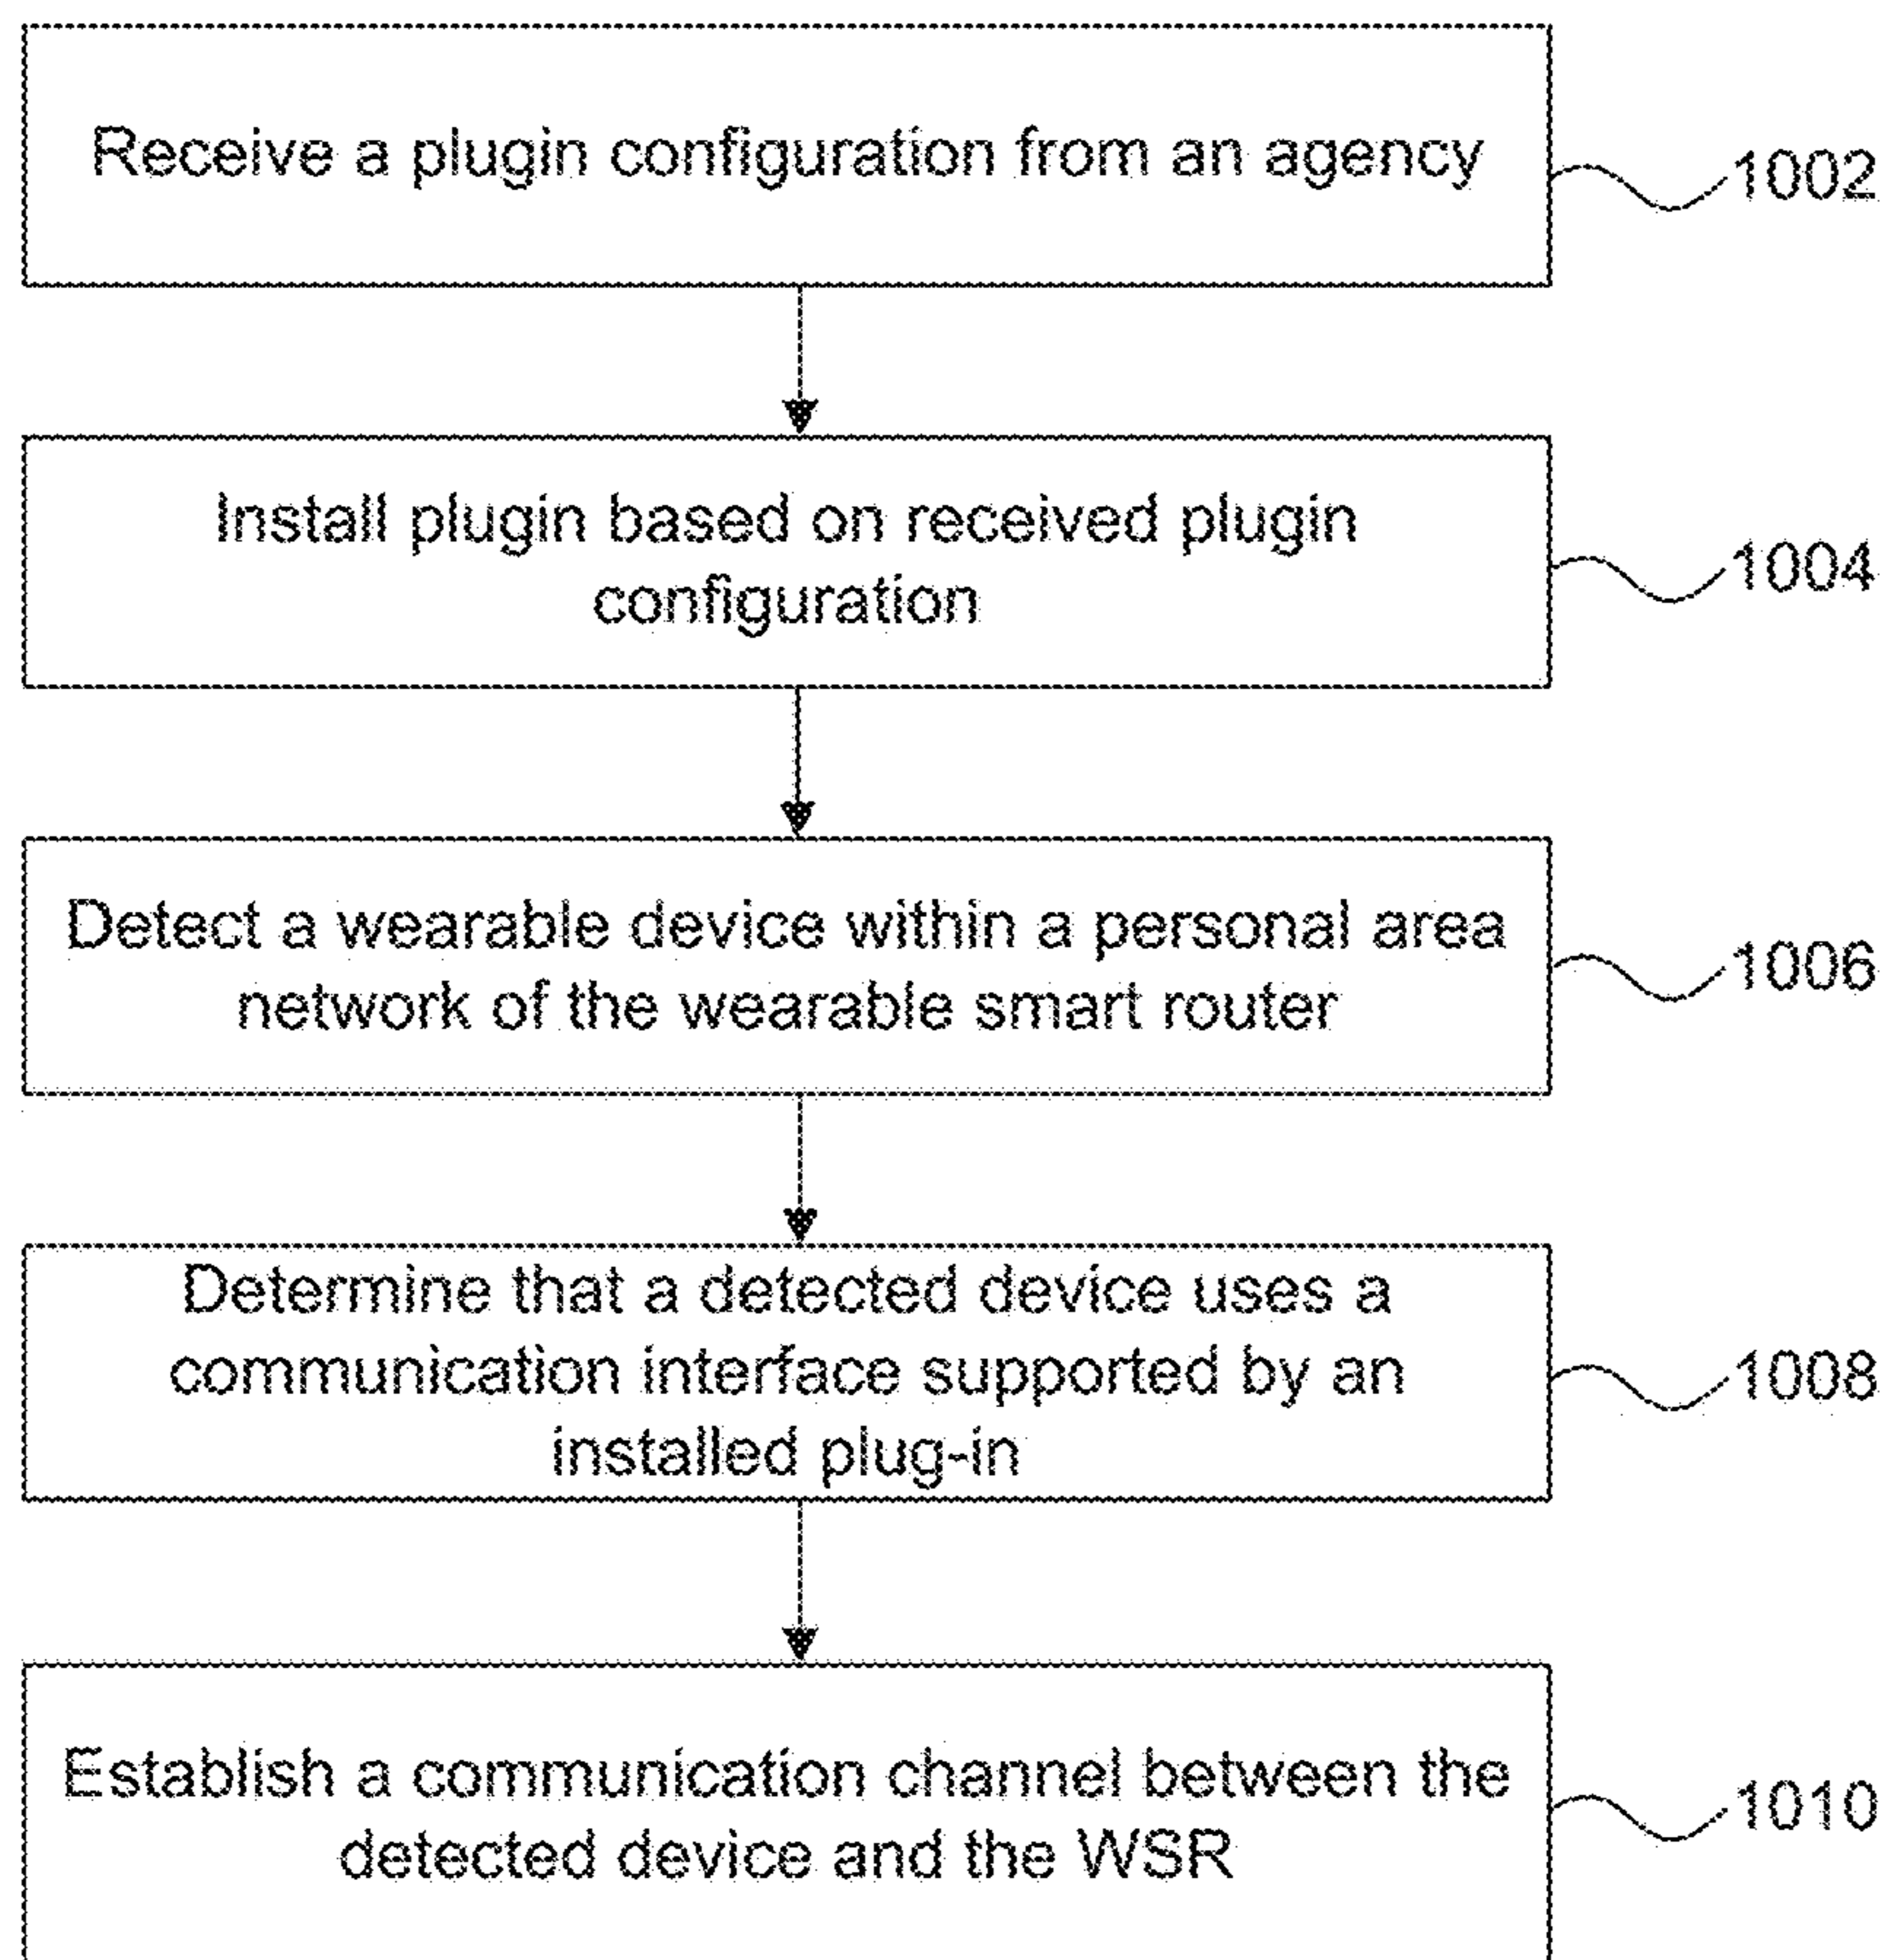 Receive a plugin configuration from an agency
1002
Install plugin based on received plugin
configuration
1004
Detect a wearable device within a personal area
network of the wearable smart router
1006
Determine that a detected device uses a
communication interface supported by an
installed plug-in
1008
Establish a communication channel between the
detected device and the WSR
1010